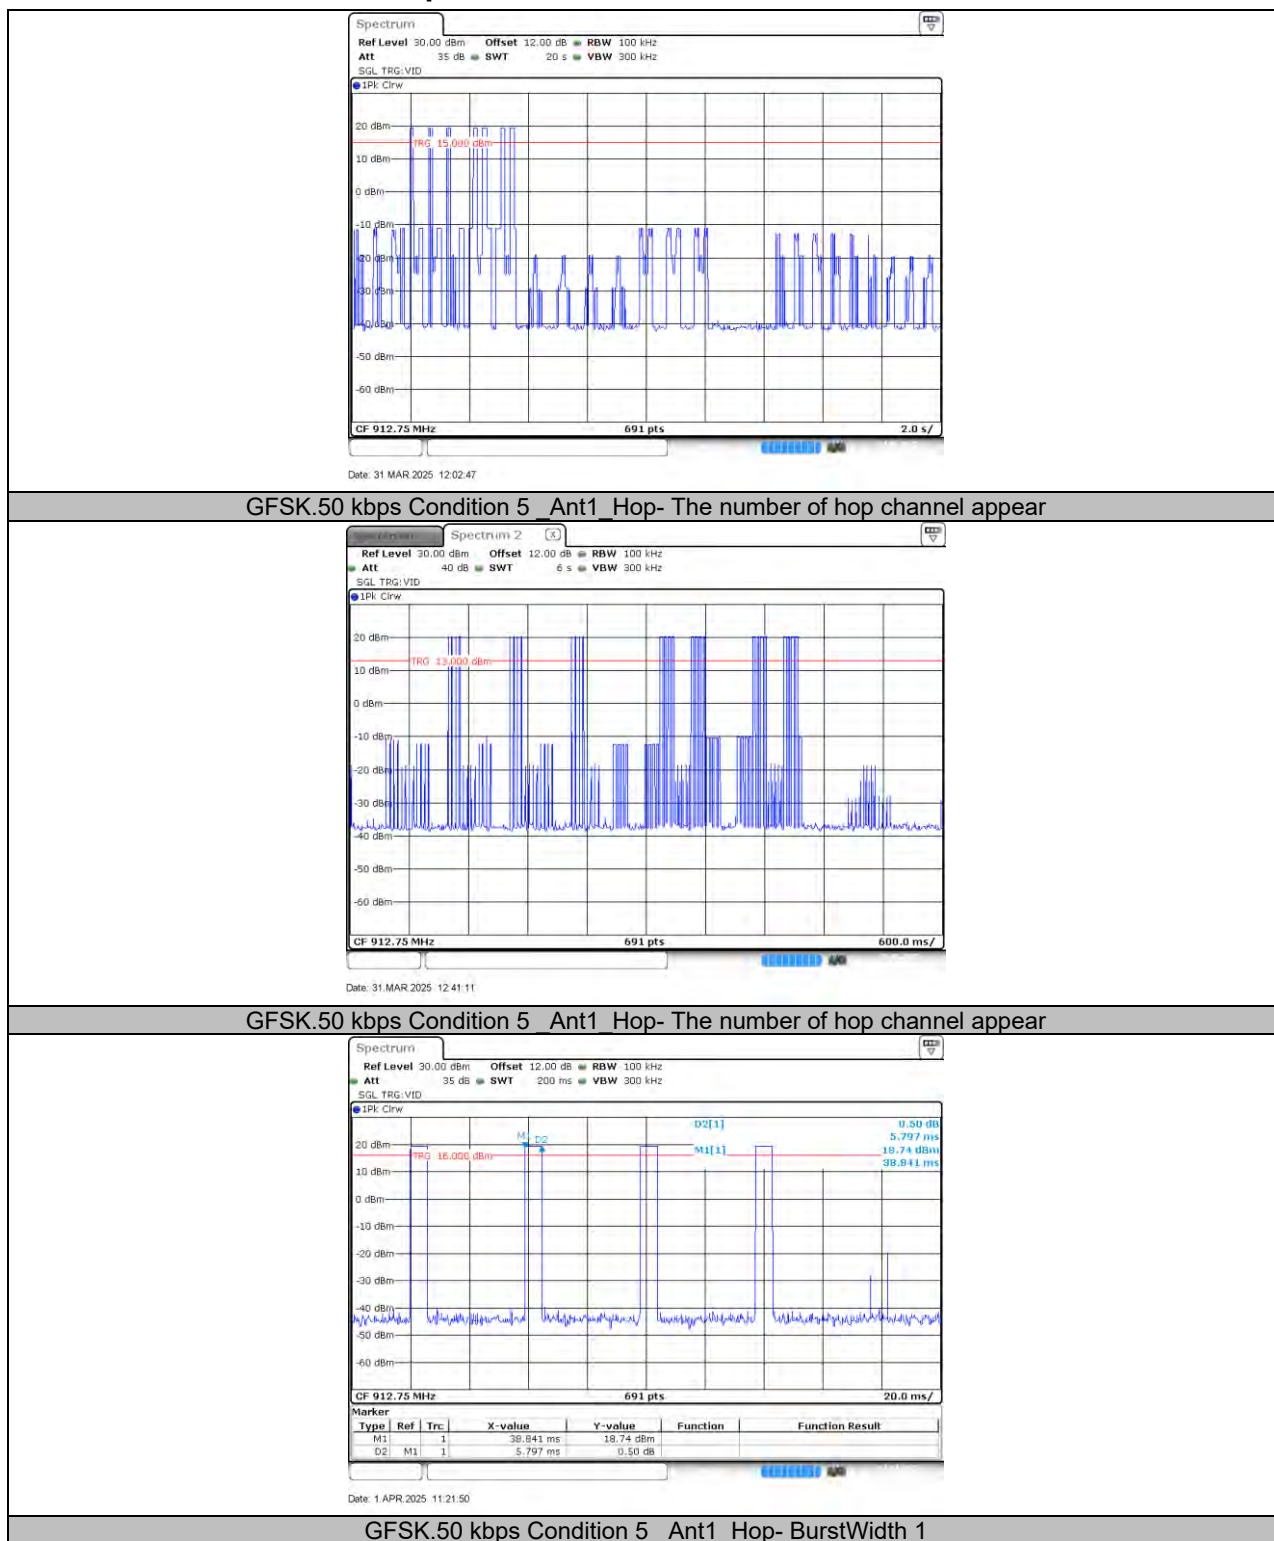 Spectrum
Ref Level 30.00 dBm Offset 12.00 dB RBW 100 kHz
Att 35 dB SWT 20 s VBW 300 kHz
SGL TRG:VID
1Pk Clrw
20 dBm
TRG 15.000 dBm
10 dBm
0 dBm
-10 dBm
-20 dBm
-30 dBm
-40 dBm
-50 dBm
-60 dBm
CF 912.75 MHz 691 pts 2.0 s/
Date: 31 MAR 2025 12:02:47
GFSK.50 kbps Condition 5 _Ant1_Hop- The number of hop channel appear
Spectrum 2 X
Ref Level 30.00 dBm Offset 12.00 dB RBW 100 kHz
Att 40 dB SWT 6 s VBW 300 kHz
SGL TRG:VID
1Pk Clrw
20 dBm
TRG 13.000 dBm
10 dBm
0 dBm
-10 dBm
-20 dBm
-30 dBm
-40 dBm
-50 dBm
-60 dBm
CF 912.75 MHz 691 pts 600.0 ms/
Date: 31.MAR.2025 12:41:11
GFSK.50 kbps Condition 5 _Ant1_Hop- The number of hop channel appear
Spectrum
Ref Level 30.00 dBm Offset 12.00 dB RBW 100 kHz
Att 35 dB SWT 200 ms VBW 300 kHz
SGL TRG:VID
1Pk Clrw
D2[1] 0.50 dB
5.797 ms
M1 D2
20 dBm
M1[1] 18.74 dBm
TRG 16.000 dBm
38.841 ms
10 dBm
0 dBm
-10 dBm
-20 dBm
-30 dBm
-40 dBm
-50 dBm
-60 dBm
CF 912.75 MHz 691 pts 20.0 ms/
Marker
Type Ref Trc X-value Y-value Function Function Result
M1 1 38.841 ms 18.74 dBm
D2 M1 1 5.797 ms 0.50 dB
Date: 1.APR.2025 11:21:50
GFSK.50 kbps Condition 5 _Ant1_Hop- BurstWidth 1